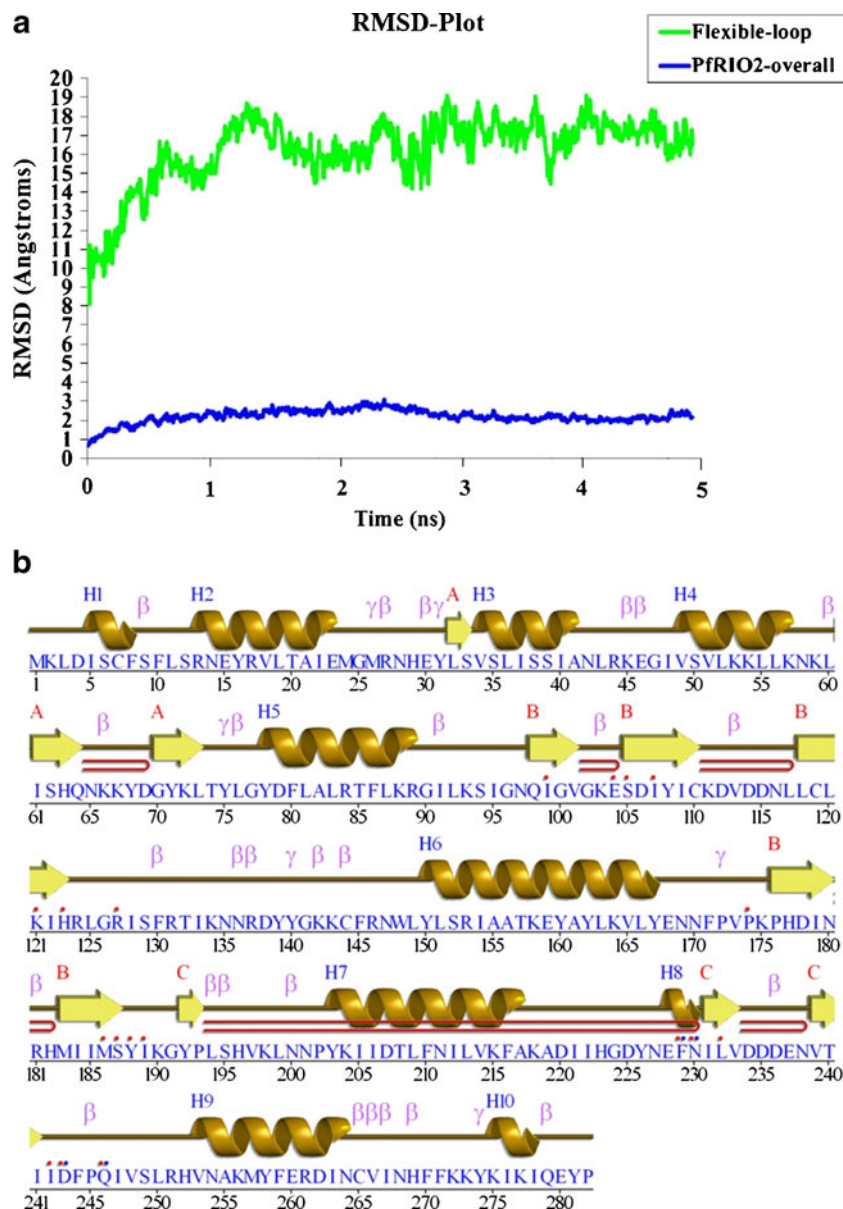 a
RMSD-Plot
Flexible-loop
PfRIO2-overall
RMSD (Angstroms)
20
19
18
17
16
15
14
13
12
11
10
9
8
7
6
5
4
3
2
1
0
0 1 2 3 4 5
Time (ns)
b
H1 β H2 γβ βγ A H3 ββ H4 β
MKLDISCFSFLSRNEYRVLTAIEMGMRNHEYLSVSLISSIANLRKEGIVSVLKKLLKNKL
1 5 10 15 20 25 30 35 40 45 50 55 60
A β A γβ H5 β B β B β B
ISHQNKKYDGYKLTYLGYDFLALRTFLKRGILKSIGNQIGVGKESDIYICKDVDDNLLCL
61 65 70 75 80 85 90 95 100 105 110 115 120
β ββ γ β β H6 γ B
KIHRLGRISFRTIKNNRDYYGKKCFRNWLYLSRIAATKEYAYLKVLYENNFPVPKPHDIN
121 125 130 135 140 145 150 155 160 165 170 175 180
β B C ββ β H7 H8 C β C
RHMIIMSYIKGYPLSHVKLNNPYKIIDTLFNILVKFAKADIIHGDYNEFNILVDDDENVT
181 185 190 195 200 205 210 215 220 225 230 235 240
β H9 βββ β γ H10 β
IIDFPQIVSLRHVNAKMYFERDINCVINHFFKKYKIKIQEYP
241 245 250 255 260 265 270 275 280